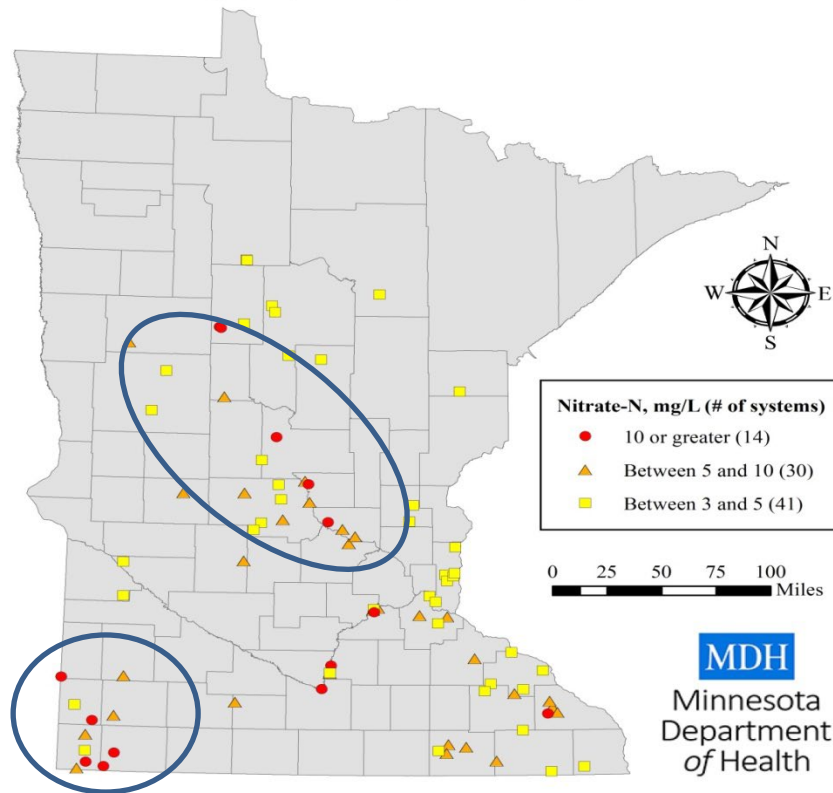 N
W E
S
Nitrate-N, mg/L (# of systems)
10 or greater (14)
Between 5 and 10 (30)
Between 3 and 5 (41)
0 25 50 75 100
Miles
MDH
Minnesota
Department
of Health